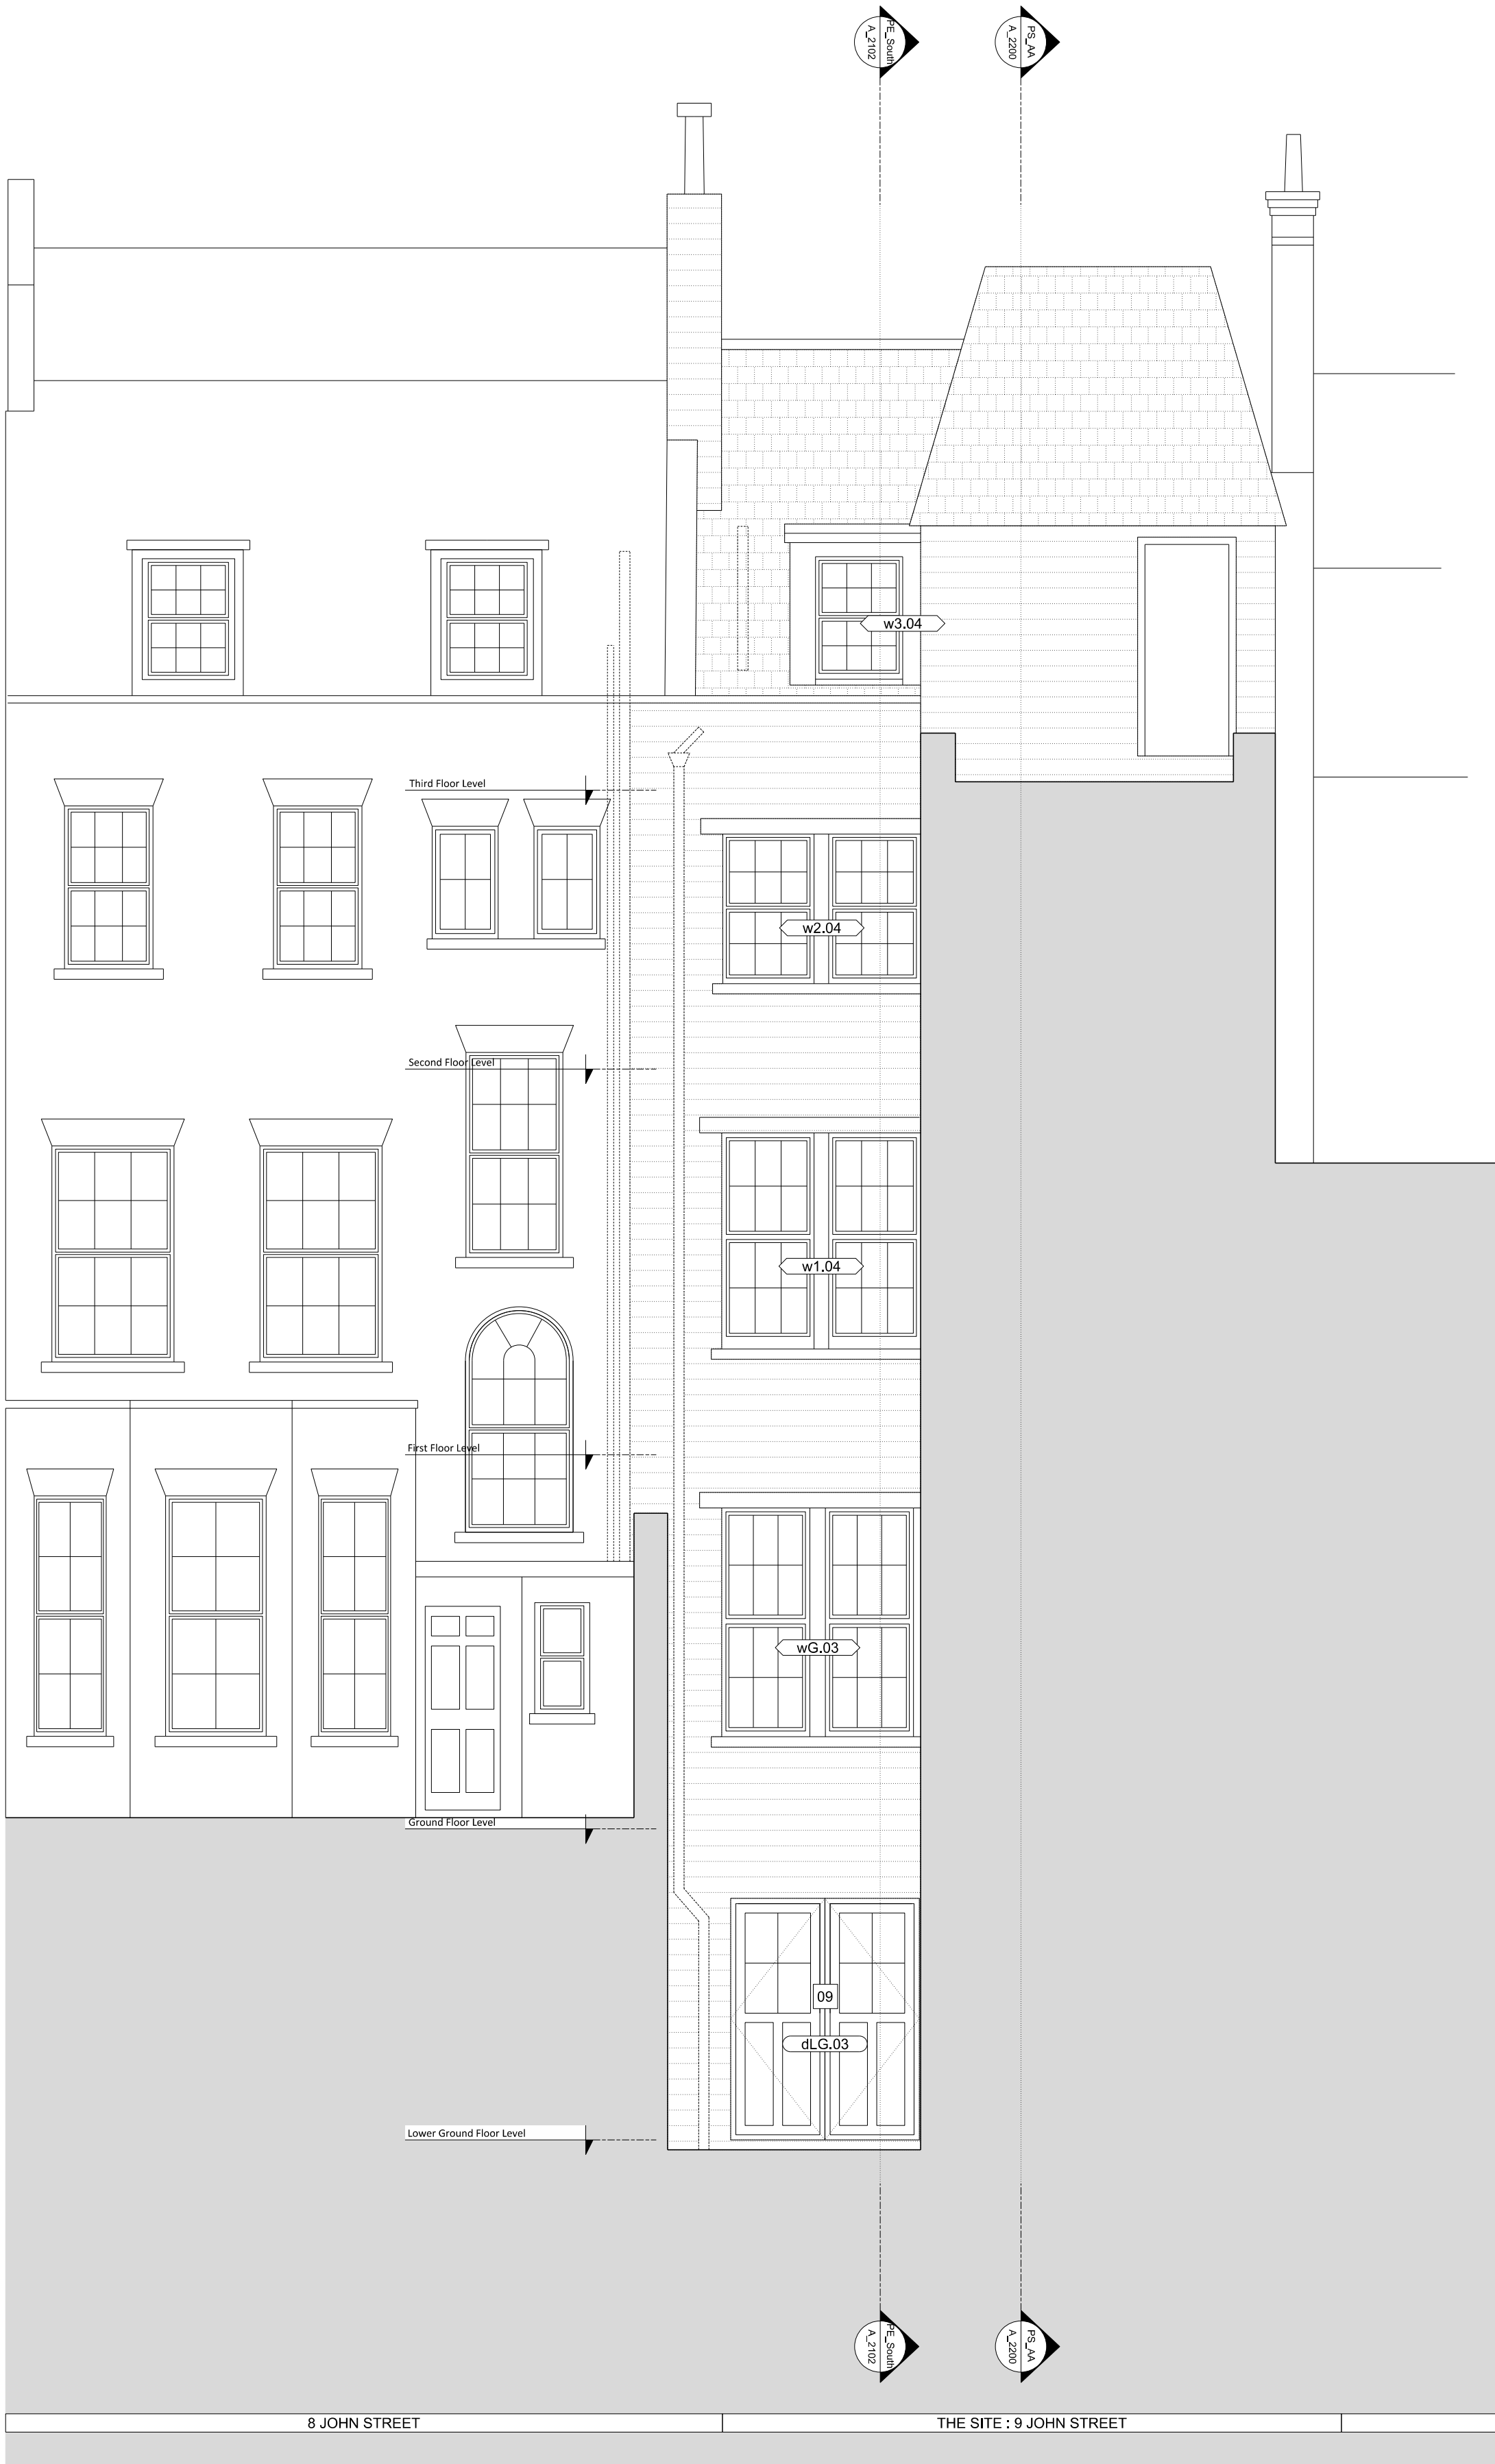 PE_South
A_2102
PS_AA
A_2200
w3.04
Third Floor Level
w2.04
Second Floor Level
w1.04
First Floor Level
wG.03
Ground Floor Level
09
dLG.03
Lower Ground Floor Level
PE_South
A_2102
PS_AA
A_2200
8 JOHN STREET
THE SITE : 9 JOHN STREET